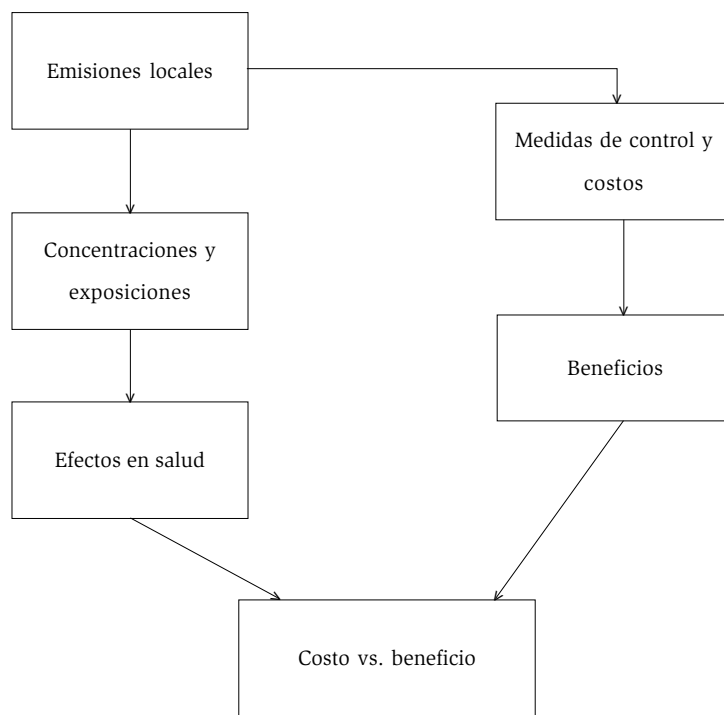 Emisiones locales
Medidas de control y
costos
Concentraciones y
exposiciones
Beneficios
Efectos en salud
Costo vs. beneficio